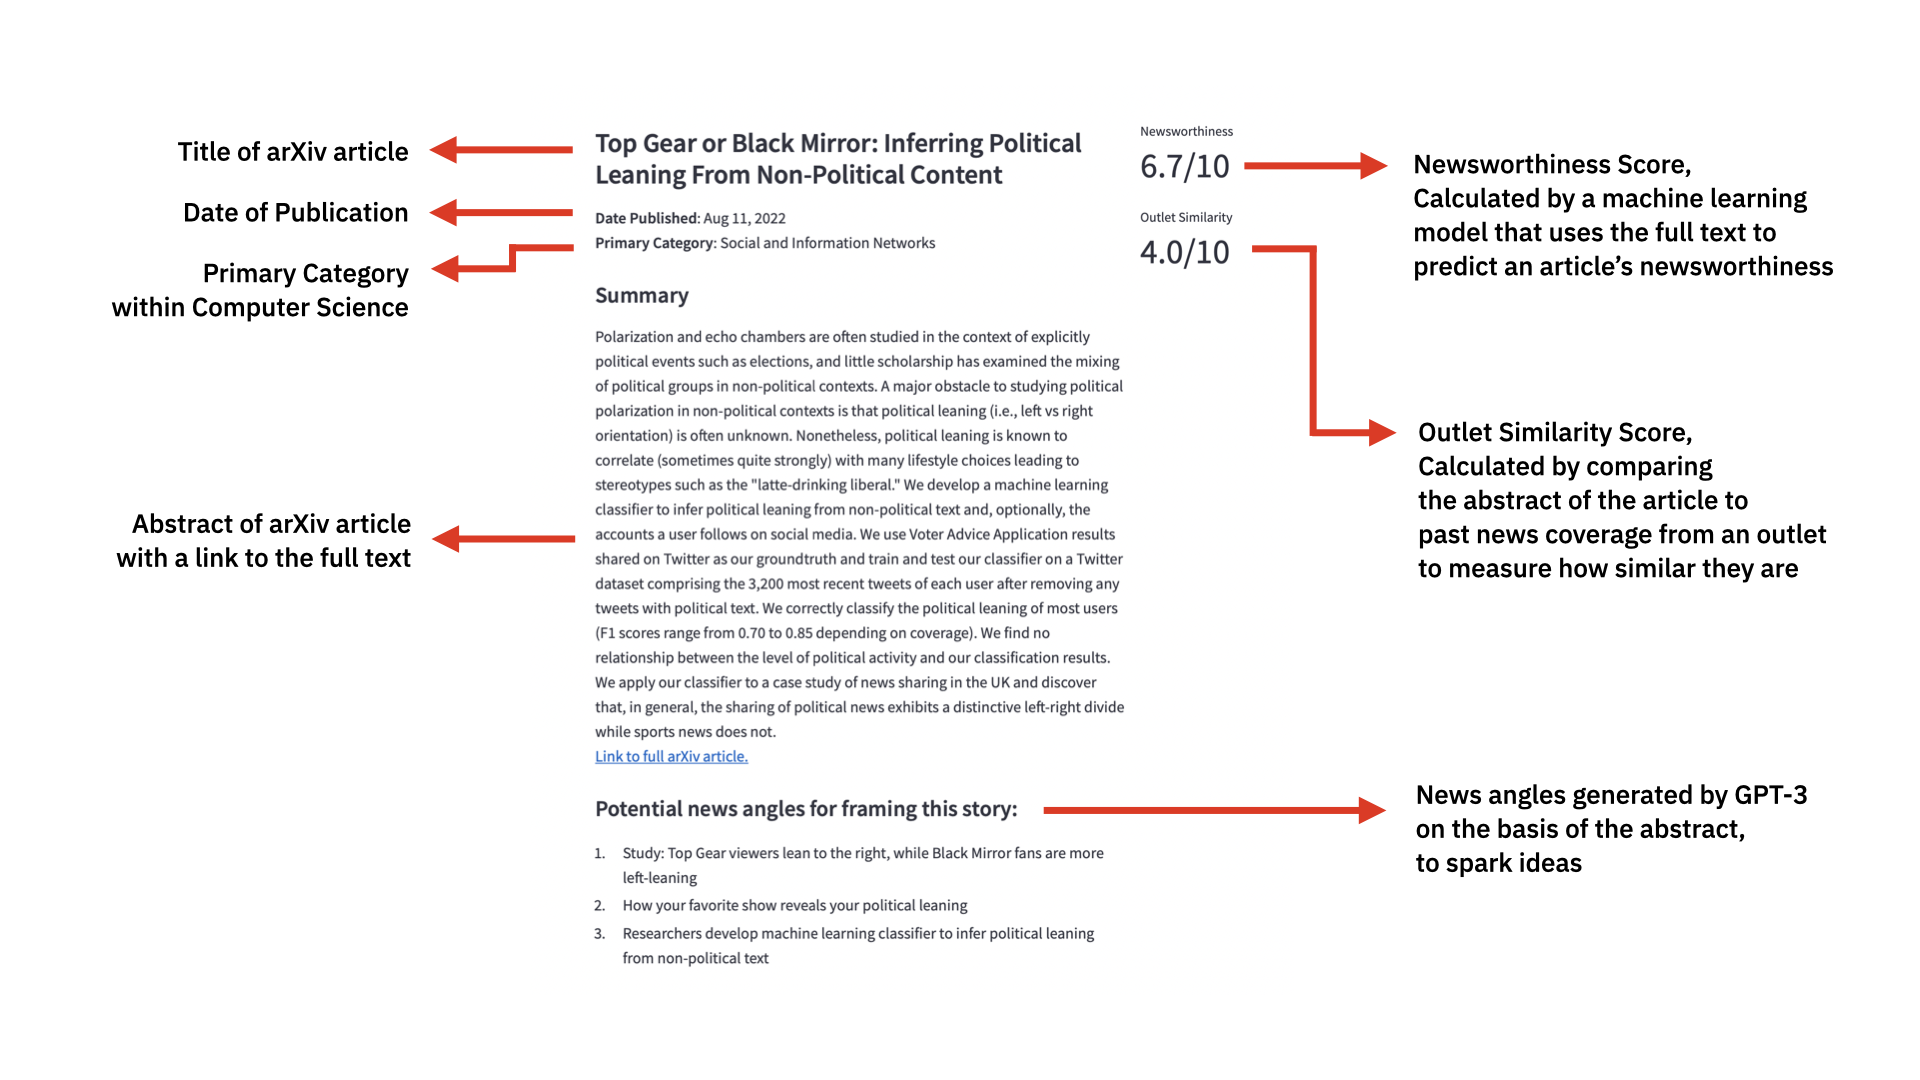 Title of arXiv article
Date of Publication
Primary Category
within Computer Science
Abstract of arXiv article
with a link to the full text
Top Gear or Black Mirror: Inferring Political
Leaning From Non-Political Content
Date Published: Aug 11, 2022
Primary Category: Social and Information Networks
Summary
Polarization and echo chambers are often studied in the context of explicitly
political events such as elections, and little scholarship has examined the mixing
of political groups in non-political contexts. A major obstacle to studying political
polarization in non-political contexts is that political leaning (i.e., left vs right
orientation) is often unknown. Nonetheless, political leaning is known to
correlate (sometimes quite strongly) with many lifestyle choices leading to
stereotypes such as the "latte-drinking liberal." We develop a machine learning
classifier to infer political leaning from non-political text and, optionally, the
accounts a user follows on social media. We use Voter Advice Application results
shared on Twitter as our groundtruth and train and test our classifier on a Twitter
dataset comprising the 3,200 most recent tweets of each user after removing any
tweets with political text. We correctly classify the political leaning of most users
(F1 scores range from 0.70 to 0.85 depending on coverage). We find no
relationship between the level of political activity and our classification results.
We apply our classifier to a case study of news sharing in the UK and discover
that, in general, the sharing of political news exhibits a distinctive left-right divide
while sports news does not.
Link to full arXiv article.
Potential news angles for framing this story:
1. Study: Top Gear viewers lean to the right, while Black Mirror fans are more
left-leaning
2. How your favorite show reveals your political leaning
3. Researchers develop machine learning classifier to infer political leaning
from non-political text
Newsworthiness
6.7/10
Outlet Similarity
4.0/10
Newsworthiness Score,
Calculated by a machine learning
model that uses the full text to
predict an article’s newsworthiness
Outlet Similarity Score,
Calculated by comparing
the abstract of the article to
past news coverage from an outlet
to measure how similar they are
News angles generated by GPT-3
on the basis of the abstract,
to spark ideas